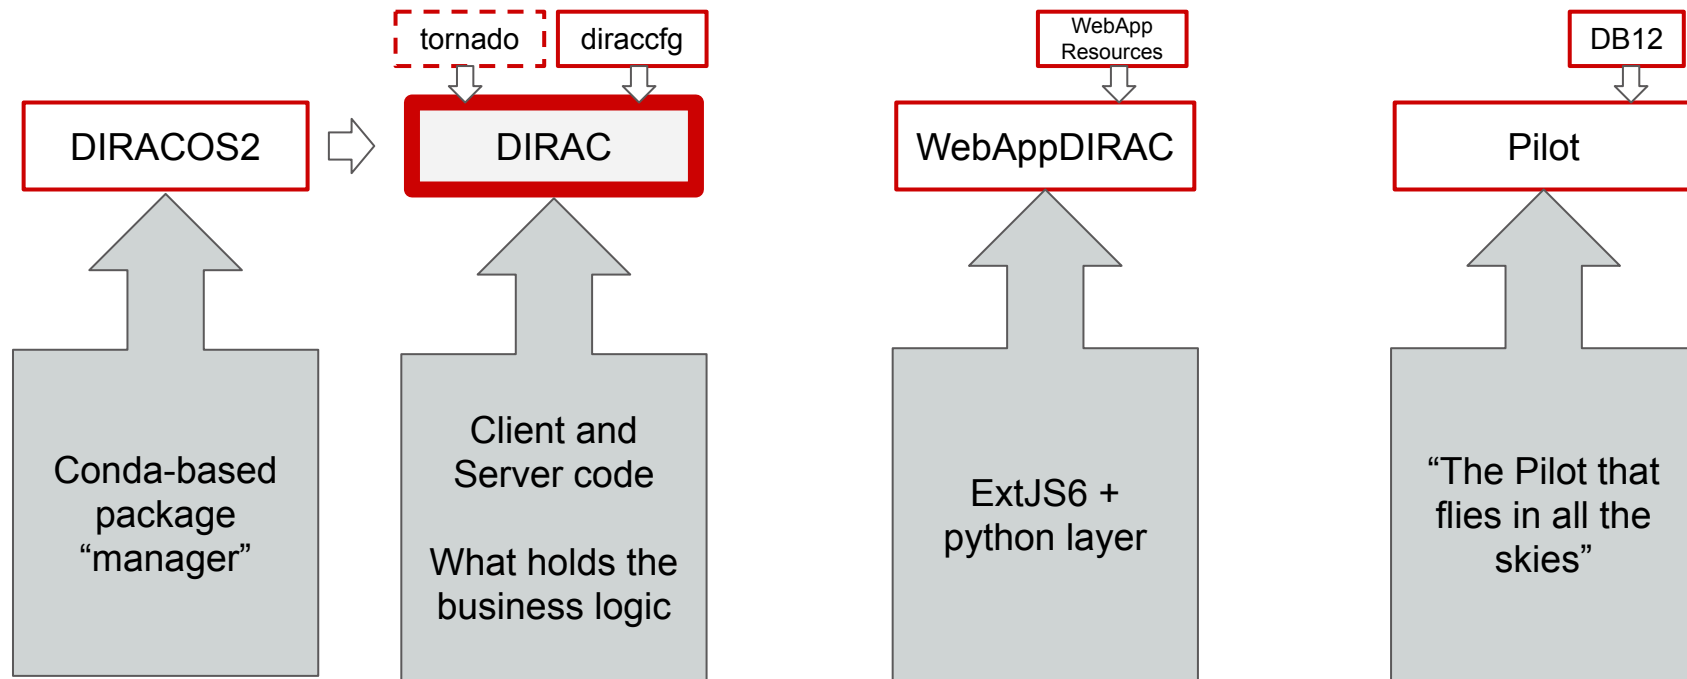 tornado
diraccfg
WebApp
Resources
DB12
DIRACOS2
DIRAC
WebAppDIRAC
Pilot
Conda-based
package
“manager”
Client and
Server code
What holds the
business logic
ExtJS6 +
python layer
“The Pilot that
flies in all the
skies”